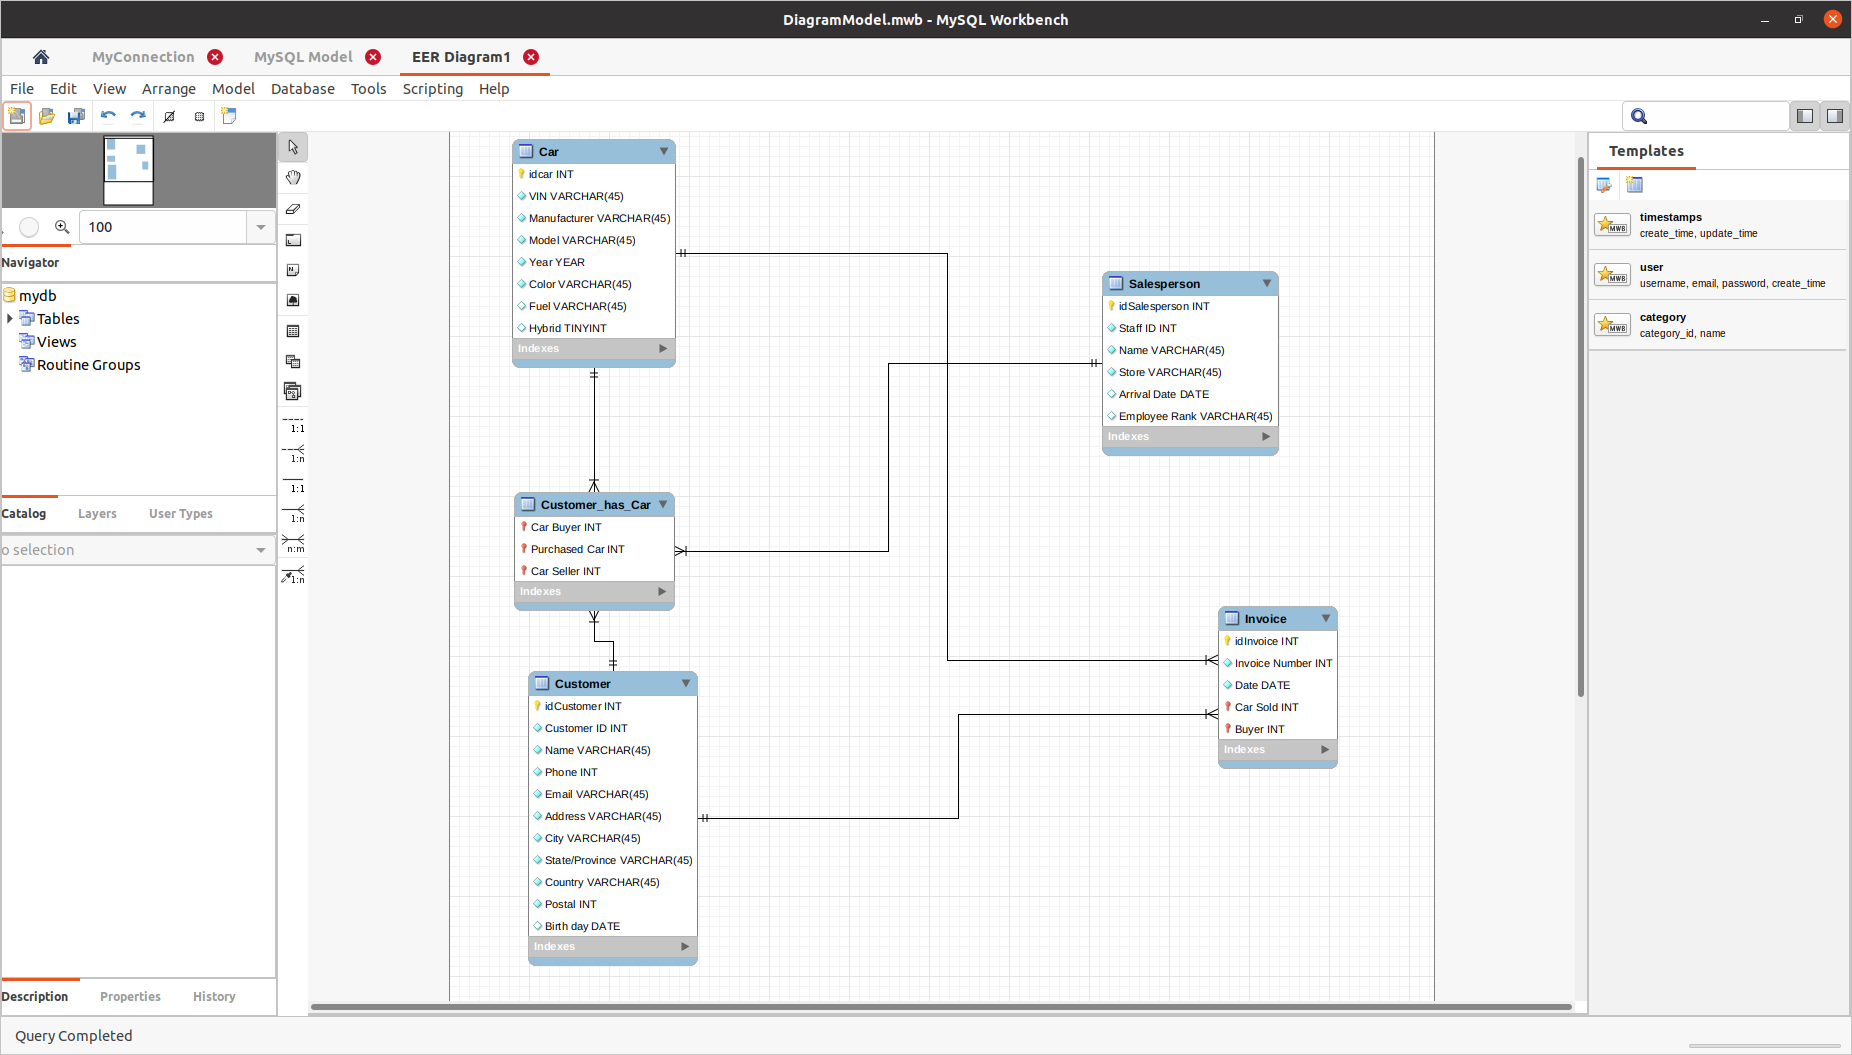 DiagramModel.mwb - MySQL Workbench
MyConnection
MySQL Model
EER Diagram1
File Edit View Arrange Model Database Tools Scripting Help
100
Navigator
mydb
Tables
Views
Routine Groups
Catalog
Layers
User Types
o selection
Description
Properties
History
1:1
1:n
1:1
1:n
n:m
1:n
Car
idcar INT
VIN VARCHAR(45)
Manufacturer VARCHAR(45)
Model VARCHAR(45)
Year YEAR
Color VARCHAR(45)
Fuel VARCHAR(45)
Hybrid TINYINT
Indexes
Salesperson
idSalesperson INT
Staff ID INT
Name VARCHAR(45)
Store VARCHAR(45)
Arrival Date DATE
Employee Rank VARCHAR(45)
Indexes
Customer_has_Car
Car Buyer INT
Purchased Car INT
Car Seller INT
Indexes
Invoice
idInvoice INT
Invoice Number INT
Date DATE
Car Sold INT
Buyer INT
Indexes
Customer
idCustomer INT
Customer ID INT
Name VARCHAR(45)
Phone INT
Email VARCHAR(45)
Address VARCHAR(45)
City VARCHAR(45)
State/Province VARCHAR(45)
Country VARCHAR(45)
Postal INT
Birth day DATE
Indexes
Templates
MWB
timestamps
create_time, update_time
MWB
user
username, email, password, create_time
MWB
category
category_id, name
Query Completed